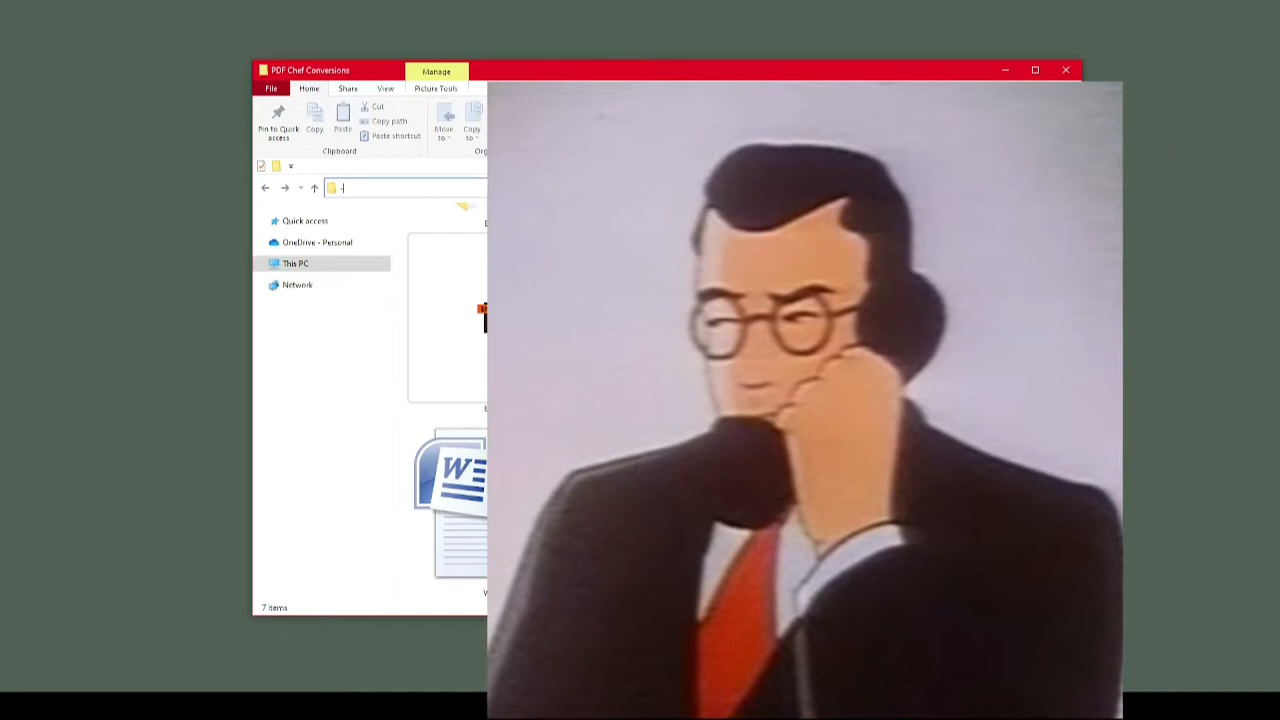 PDF Chef Conversions
Manage
File Home Share View Picture Tools
Pin to Quick access
Copy
Paste
Cut
Copy path
Paste shortcut
Move to
Copy to
Clipboard
Org
-
Quick access
OneDrive - Personal
This PC
Network
W
7 items